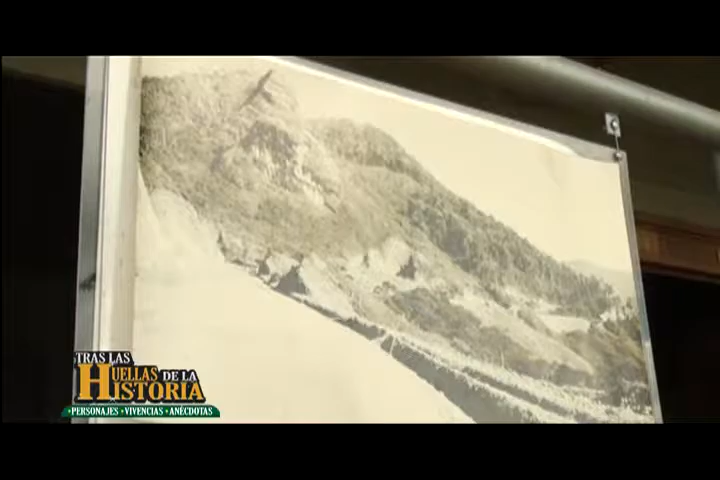 TRAS LAS
HUELLAS DE LA
HISTORIA
• PERSONAJES • VIVENCIAS • ANÉCDOTAS